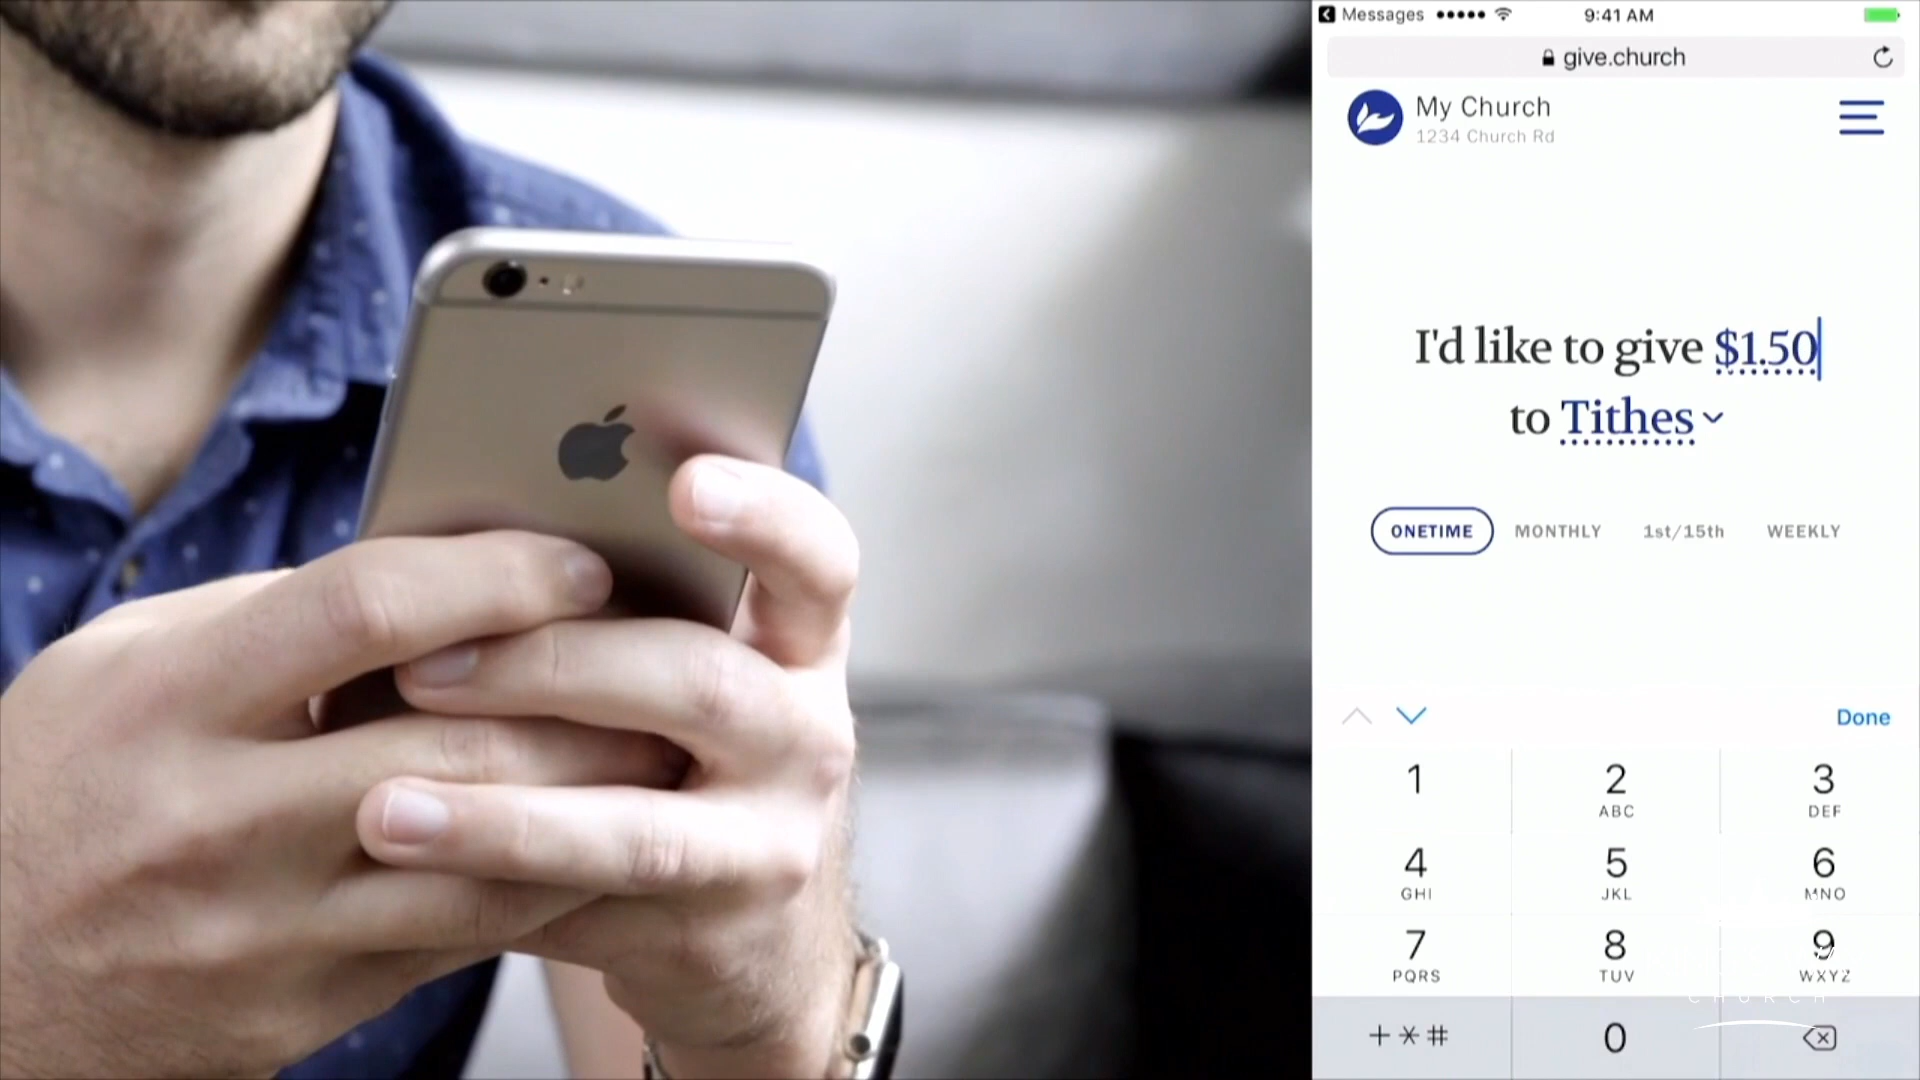 Messages 9:41 AM
give.church
My Church
1234 Church Rd
I'd like to give $1.50
to Tithes
ONETIME MONTHLY 1st/15th WEEKLY
Done
1 2 3
ABC DEF
4 5 6
GHI JKL MNO
7 8 9
PQRS TUV WXYZ
CHURCH
+*# 0